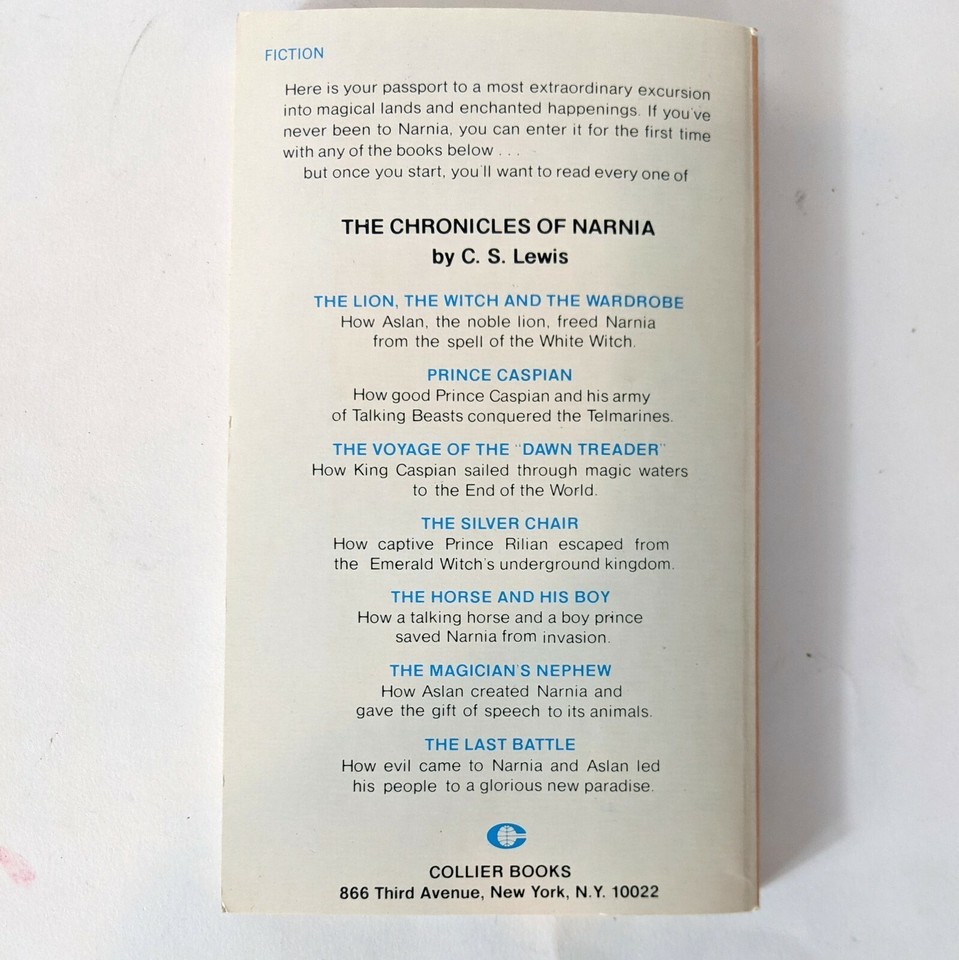 FICTION
Here is your passport to a most extraordinary excursion
into magical lands and enchanted happenings. If you've
never been to Narnia, you can enter it for the first time
with any of the books below . . .
but once you start, you'll want to read every one of
THE CHRONICLES OF NARNIA
by C. S. Lewis
THE LION, THE WITCH AND THE WARDROBE
How Aslan, the noble lion, freed Narnia
from the spell of the White Witch.
PRINCE CASPIAN
How good Prince Caspian and his army
of Talking Beasts conquered the Telmarines.
THE VOYAGE OF THE "DAWN TREADER"
How King Caspian sailed through magic waters
to the End of the World.
THE SILVER CHAIR
How captive Prince Rilian escaped from
the Emerald Witch's underground kingdom.
THE HORSE AND HIS BOY
How a talking horse and a boy prince
saved Narnia from invasion.
THE MAGICIAN'S NEPHEW
How Aslan created Narnia and
gave the gift of speech to its animals.
THE LAST BATTLE
How evil came to Narnia and Aslan led
his people to a glorious new paradise.
COLLIER BOOKS
866 Third Avenue, New York, N.Y. 10022